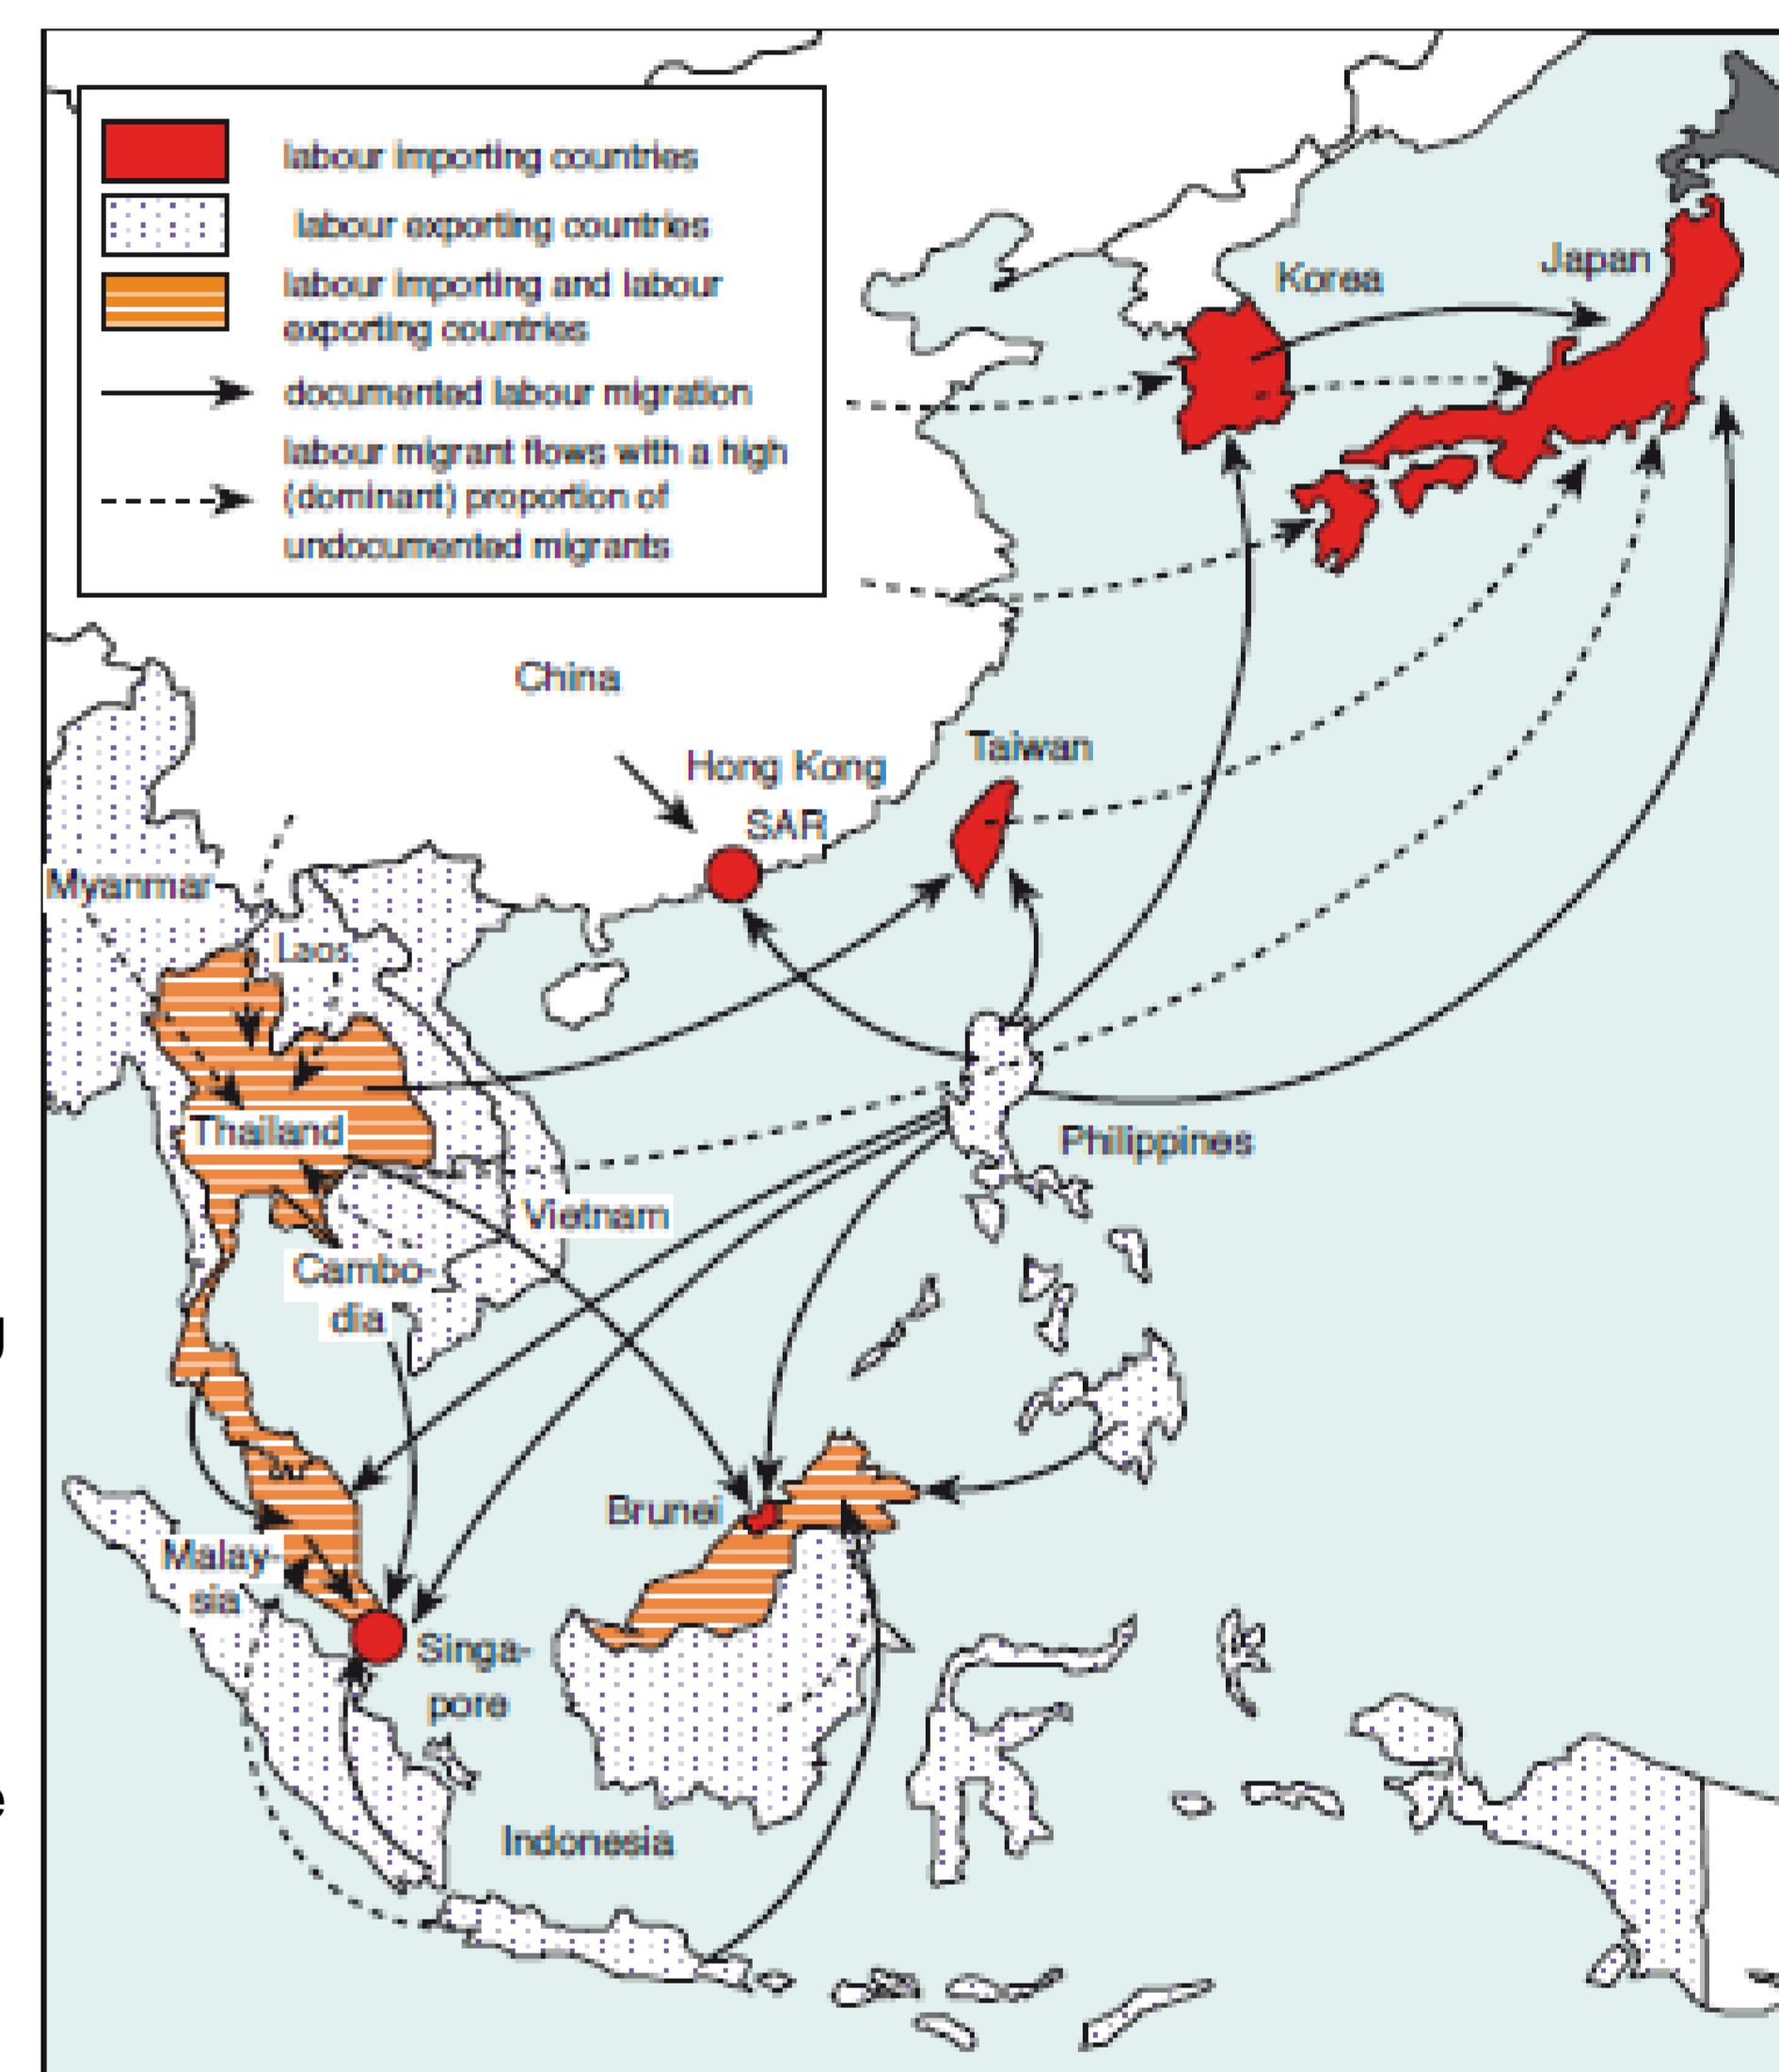 labour importing countries
labour exporting countries
labour importing and labour
exporting countries
documented labour migration
labour migrant flows with a high
(dominant) proportion of
undocumented migrants
Korea
Japan
China
Hong Kong
SAR
Taiwan
Myanmar
Laos
Thailand
Philippines
Vietnam
Cambo-
dia
Brunei
Malay-
sia
Singa-
pore
Indonesia
g
e